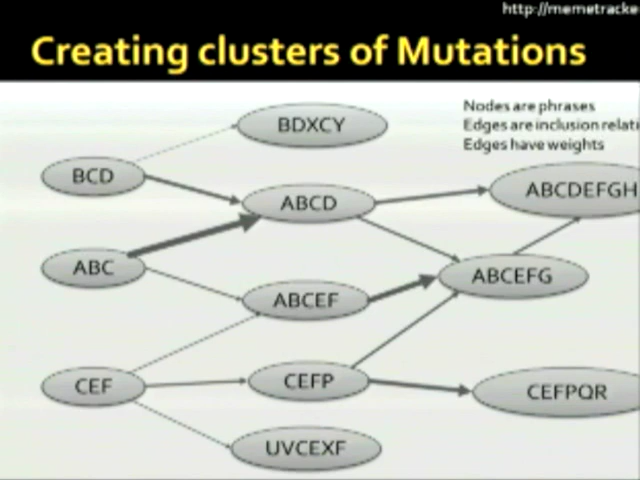 http://memetracke
Creating clusters of Mutations
Nodes are phrases
Edges are inclusion relati
Edges have weights
BDXCY
BCD
ABCD
ABCDEFGH
ABC
ABCEF
ABCEFG
CEF
CEFP
CEFPQR
UVCEXF